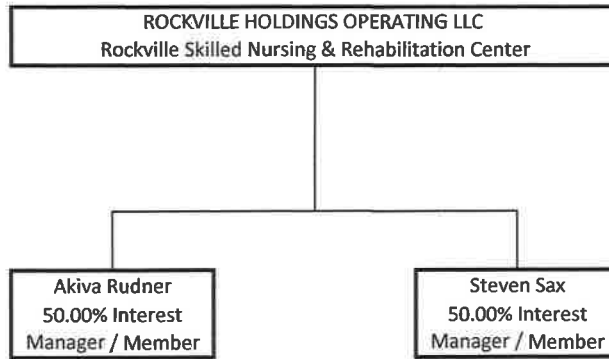 ROCKVILLE HOLDINGS OPERATING LLC
Rockville Skilled Nursing & Rehabilitation Center
Akiva Rudner
50.00% Interest
Manager / Member
Steven Sax
50.00% Interest
Manager / Member